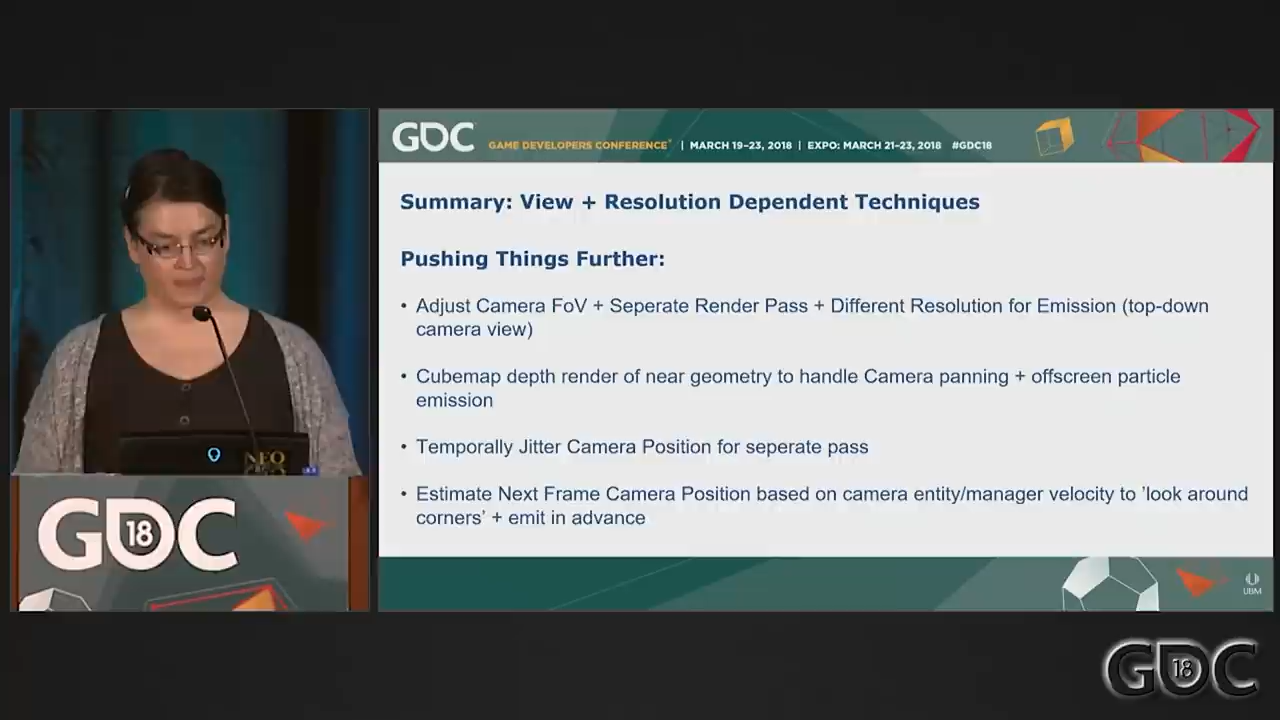 GDC
GAME DEVELOPERS CONFERENCE® | MARCH 19–23, 2018 | EXPO: MARCH 21–23, 2018 #GDC18
Summary: View + Resolution Dependent Techniques
Pushing Things Further:
• Adjust Camera FoV + Seperate Render Pass + Different Resolution for Emission (top-down
camera view)
• Cubemap depth render of near geometry to handle Camera panning + offscreen particle
emission
• Temporally Jitter Camera Position for seperate pass
• Estimate Next Frame Camera Position based on camera entity/manager velocity to 'look around
corners' + emit in advance
NEO
GDC 18
UBM
GDC 18